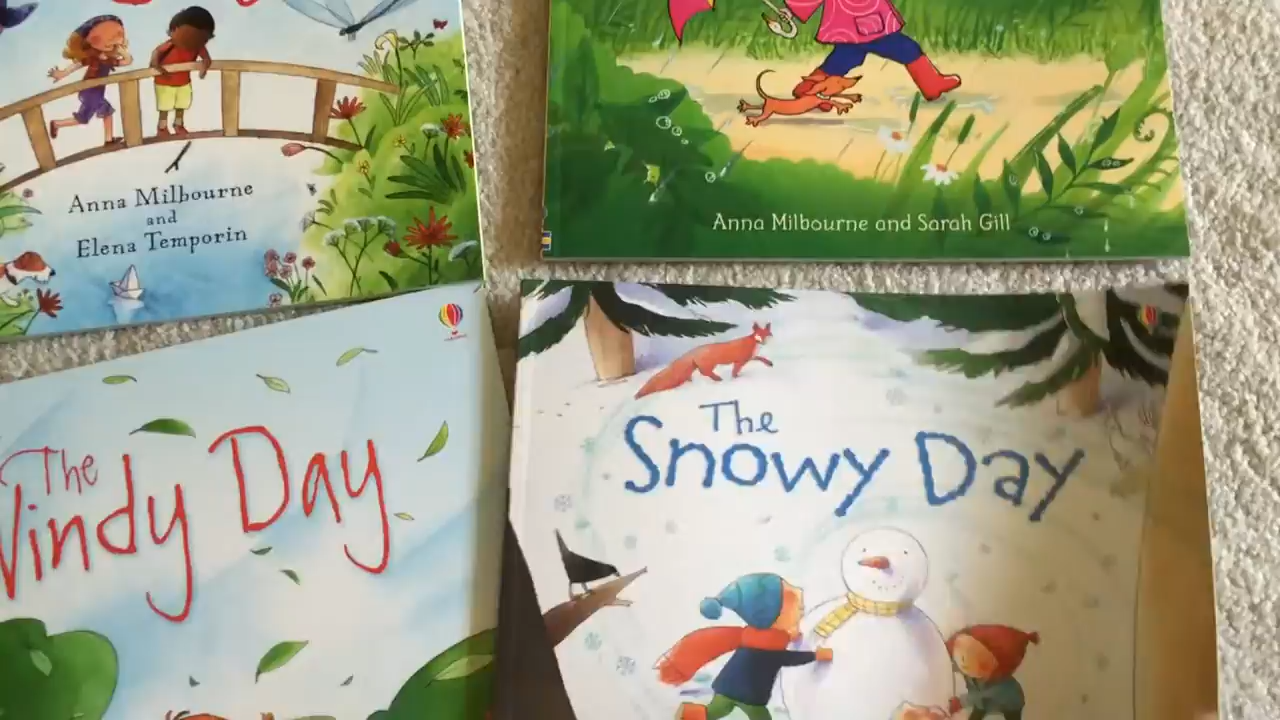 Anna Milbourne
and
Elena Temporin
Anna Milbourne and Sarah Gill
The
Windy Day
The
Snowy Day